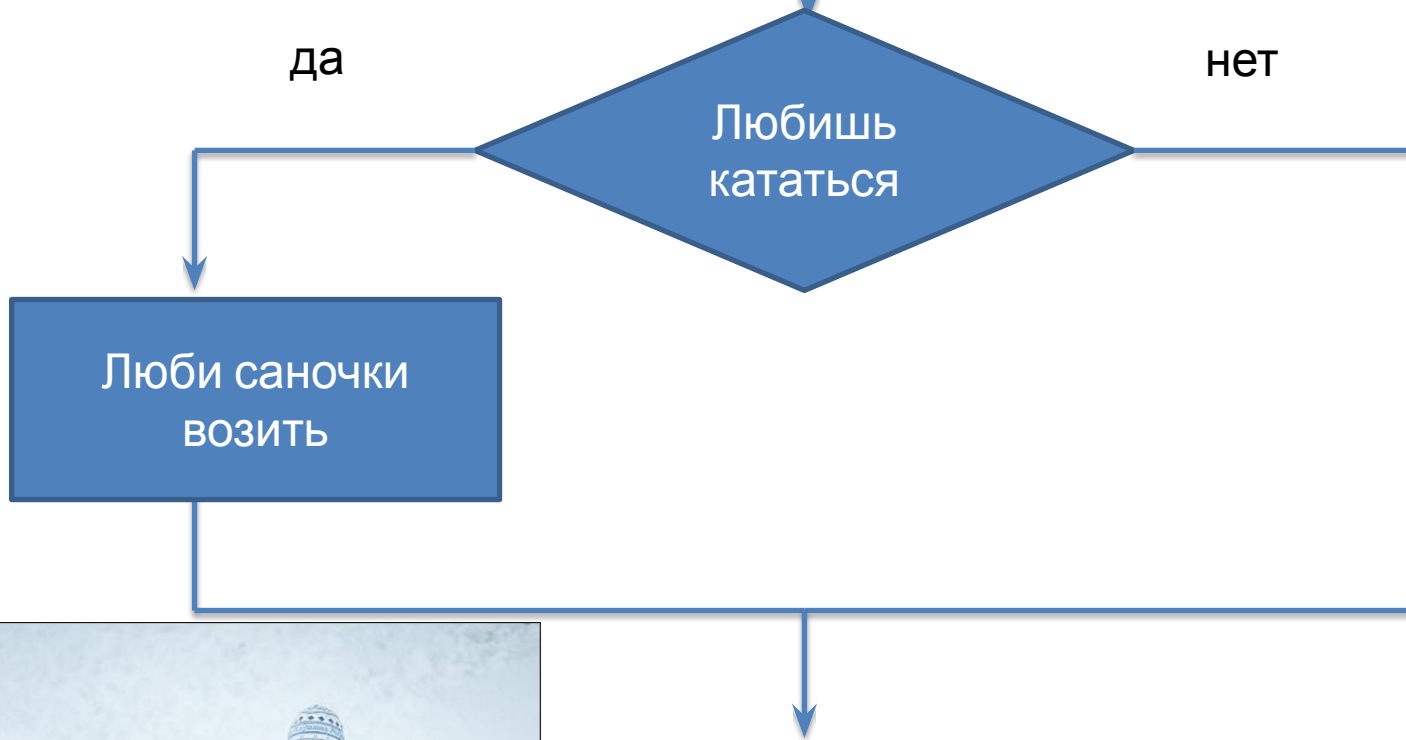 да
нет
Любишь
кататься
Люби саночки
возить